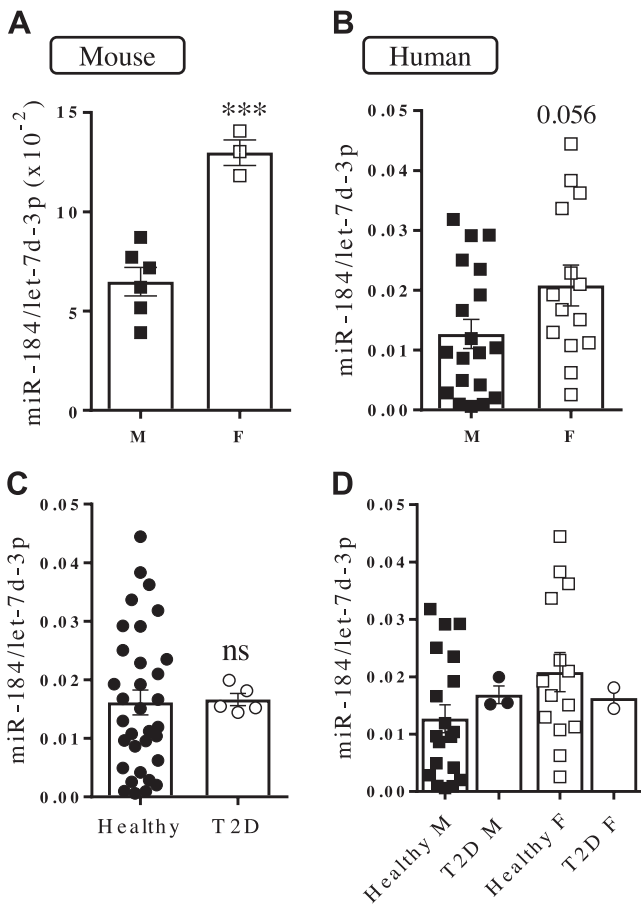 A
Mouse
miR-184/let-7d-3p (x10⁻²)
15
10
5
0
***
M
F
B
Human
miR-184/let-7d-3p
0.05
0.04
0.03
0.02
0.01
0.00
0.056
M
F
C
miR-184/let-7d-3p
0.05
0.04
0.03
0.02
0.01
0.00
ns
Healthy
T2D
D
miR-184/let-7d-3p
0.05
0.04
0.03
0.02
0.01
0.00
Healthy M
T2D M
Healthy F
T2D F